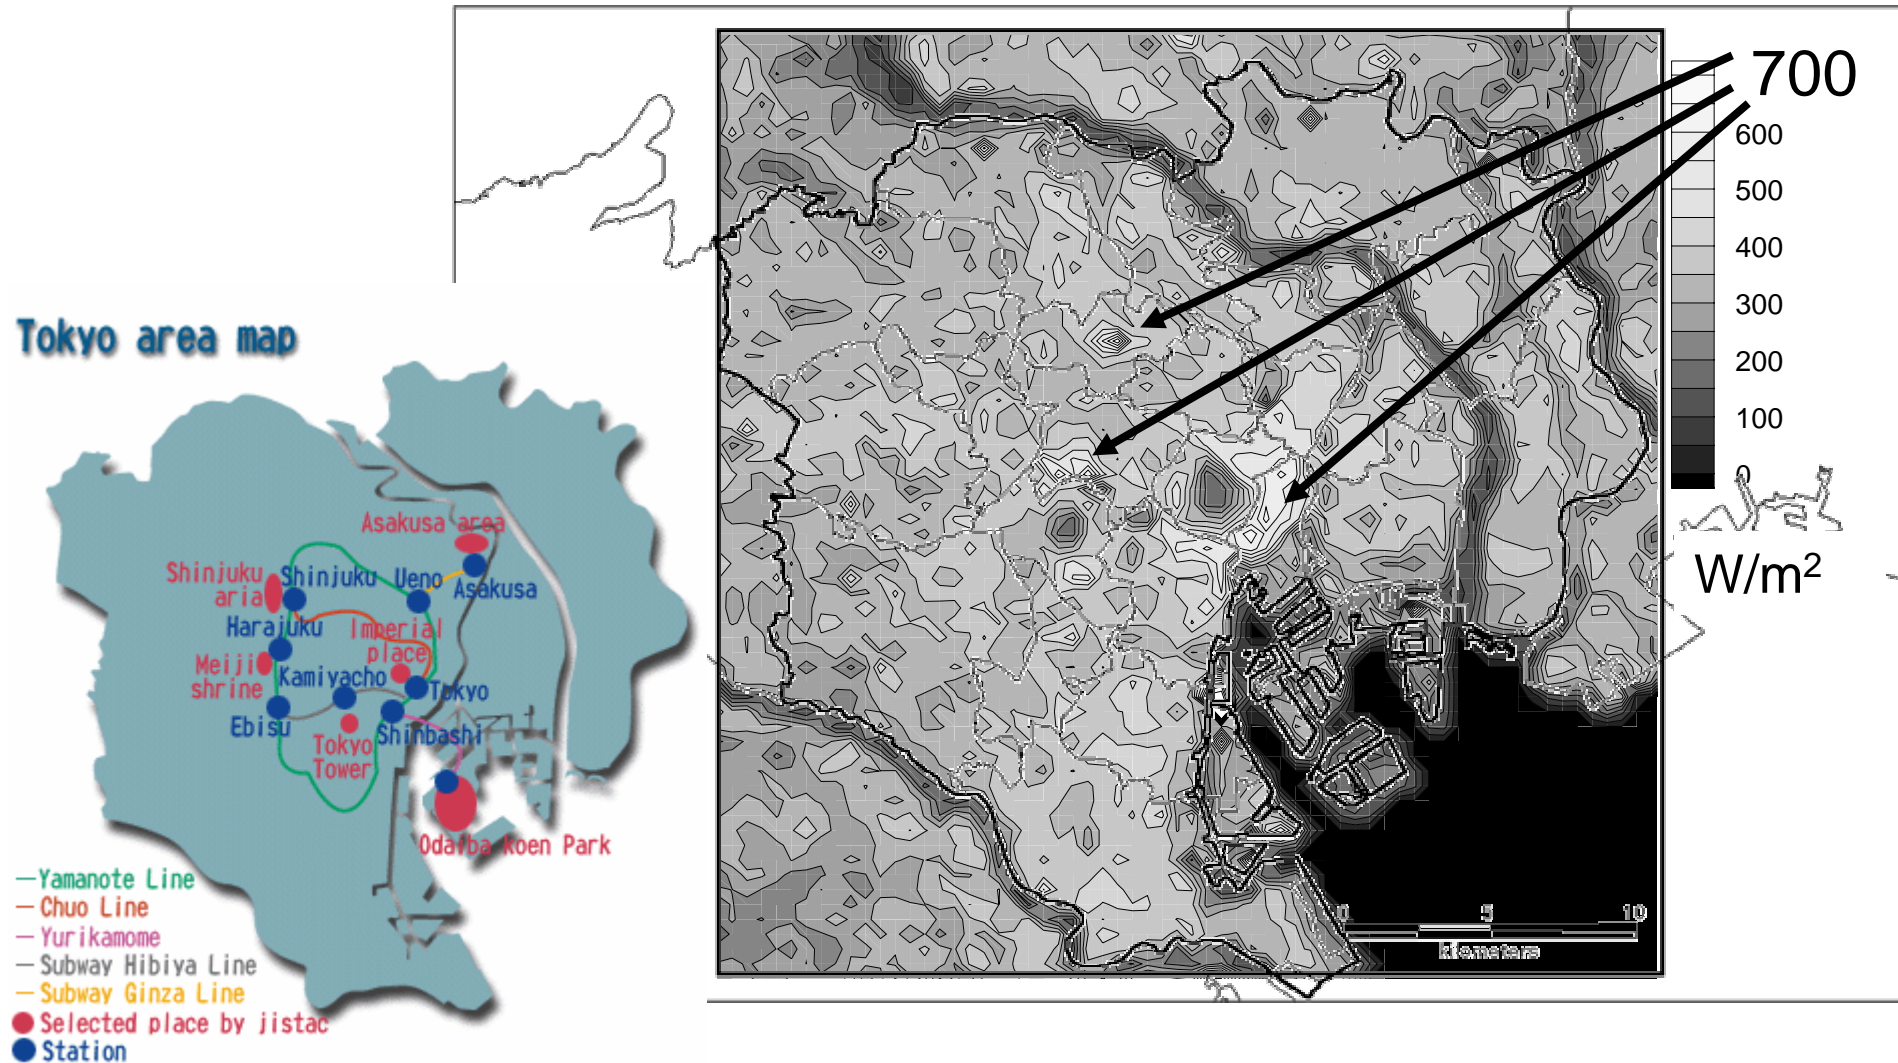 700
600
500
400
300
200
100
0
W/m²
0 5 10
kilometers
Tokyo area map
Asakusa area
Shinjuku
aria
Shinjuku
Ueno
Asakusa
Harajuku
Imperial
place
Meiji
shrine
Kamiyacho
Tokyo
Ebisu
Shinbashi
Tokyo
Tower
Odaiba koen Park
Yamanote Line
Chuo Line
Yurikamome
Subway Hibiya Line
Subway Ginza Line
Selected place by jistac
Station